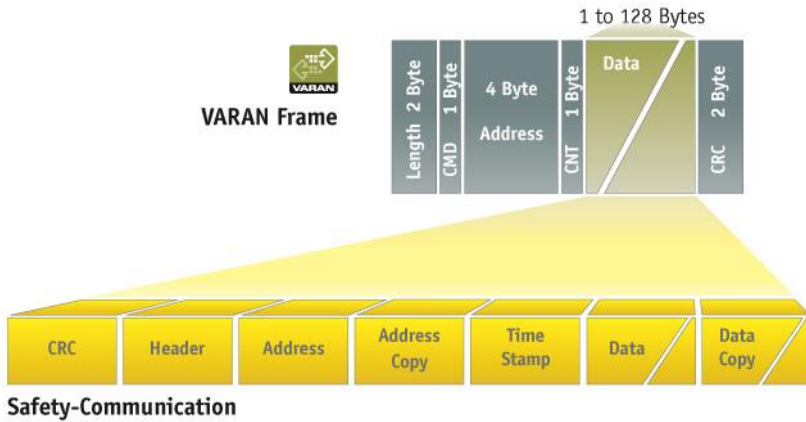 1 to 128 Bytes
VARAN
VARAN Frame
Length 2 Byte
CMD 1 Byte
4 Byte
Address
CNT 1 Byte
Data
CRC 2 Byte
CRC
Header
Address
Address
Copy
Time
Stamp
Data
Data
Copy
Safety-Communication